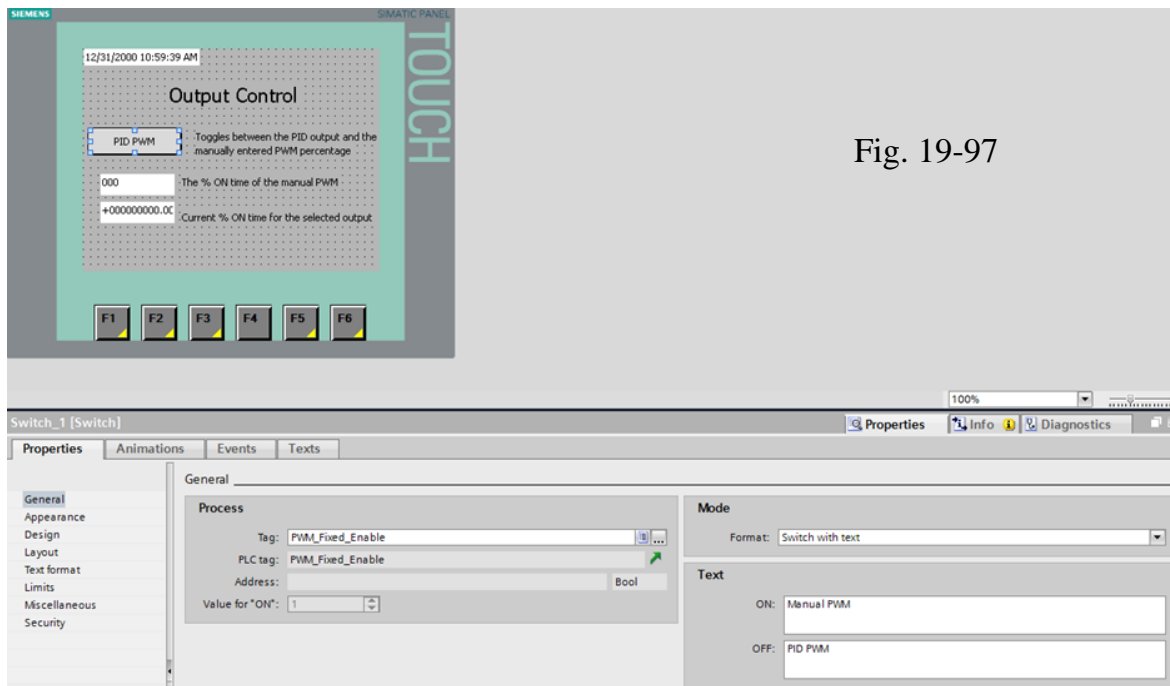 SIEMENS
SIMATIC PANEL
TOUCH
12/31/2000 10:59:39 AM
Output Control
PID PWM
Toggles between the PID output and the
manually entered PWM percentage
000
The % ON time of the manual PWM
+000000000.00
Current % ON time for the selected output
F1 F2 F3 F4 F5 F6
Fig. 19-97
100%
Switch_1 [Switch]
Properties Info Diagnostics
Properties Animations Events Texts
General
Appearance
Design
Layout
Text format
Limits
Miscellaneous
Security
General
Process
Tag: PWM_Fixed_Enable ...
PLC tag: PWM_Fixed_Enable
Address: Bool
Value for "ON": 1
Mode
Format: Switch with text
Text
ON: Manual PWM
OFF: PID PWM